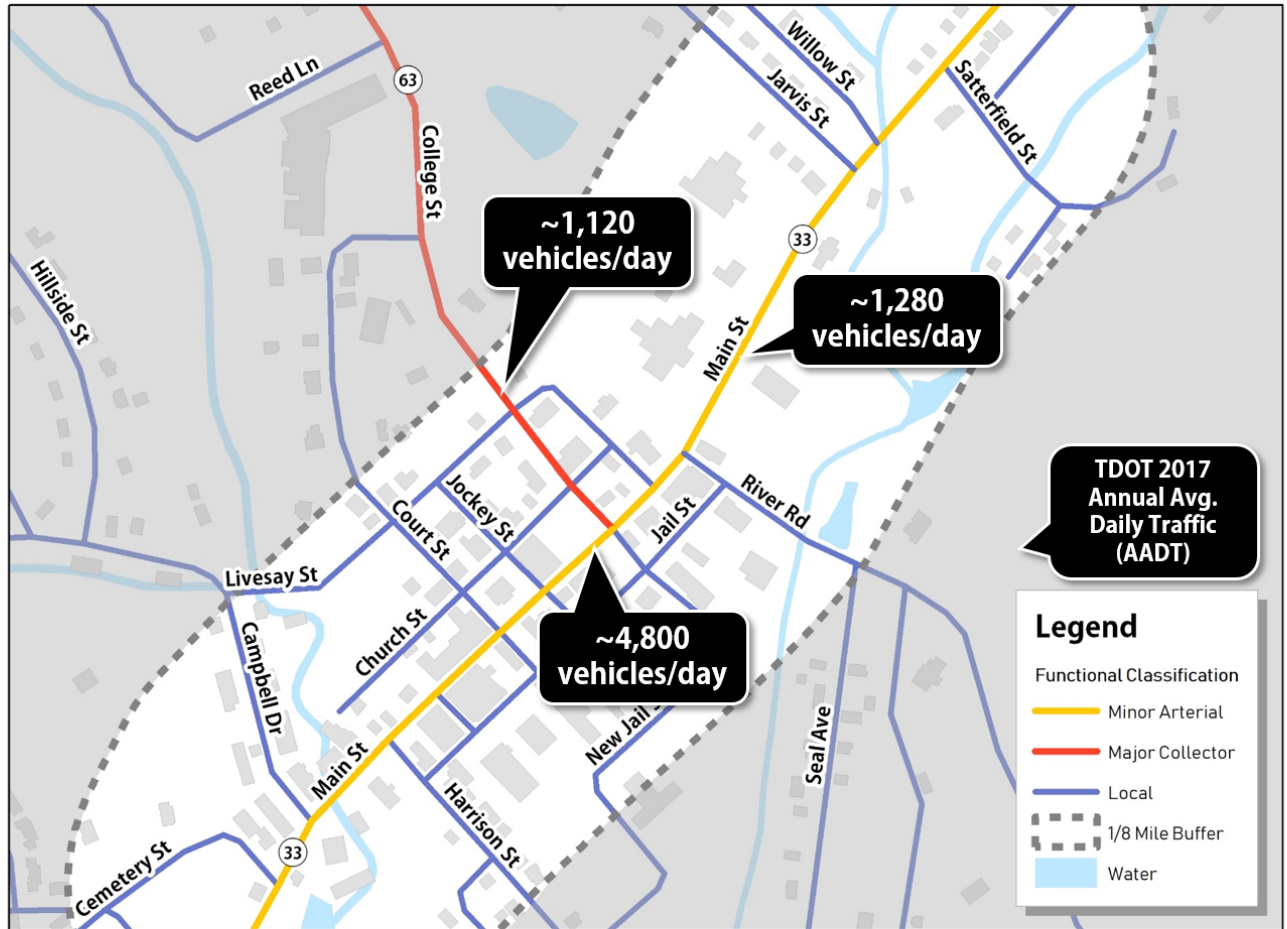 Reed Ln
63
College St
Willow St
Jarvis St
Satterfield St
~1,120
vehicles/day
33
Hillside St
~1,280
vehicles/day
Main St
TDOT 2017
Annual Avg.
Daily Traffic
(AADT)
Jockey St
Court St
Jail St
River Rd
Livesay St
Church St
Campbell Dr
~4,800
vehicles/day
New Jail S
Seal Ave
Main St
Harrison St
33
Cemetery St
Legend
Functional Classification
Minor Arterial
Major Collector
Local
1/8 Mile Buffer
Water